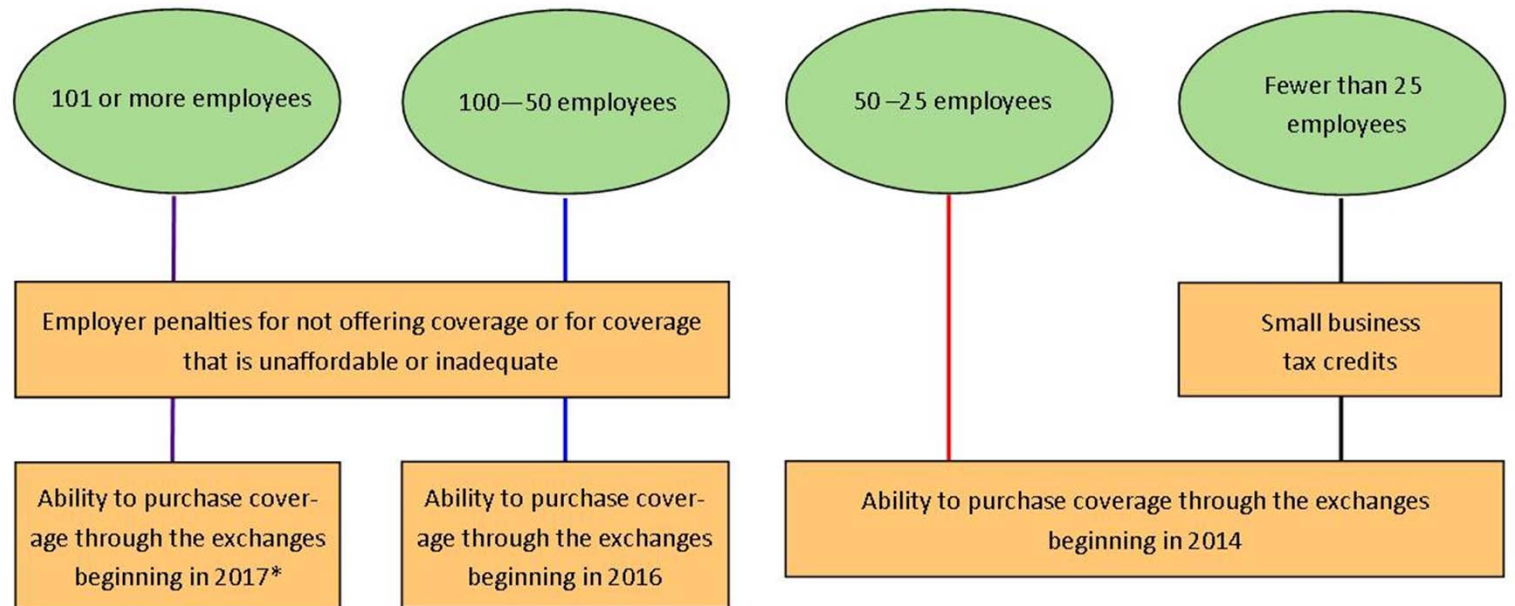 101 or more employees
100—50 employees
50 –25 employees
Fewer than 25
employees
Employer penalties for not offering coverage or for coverage
that is unaffordable or inadequate
Small business
tax credits
Ability to purchase cover-
age through the exchanges
beginning in 2017*
Ability to purchase cover-
age through the exchanges
beginning in 2016
Ability to purchase coverage through the exchanges
beginning in 2014